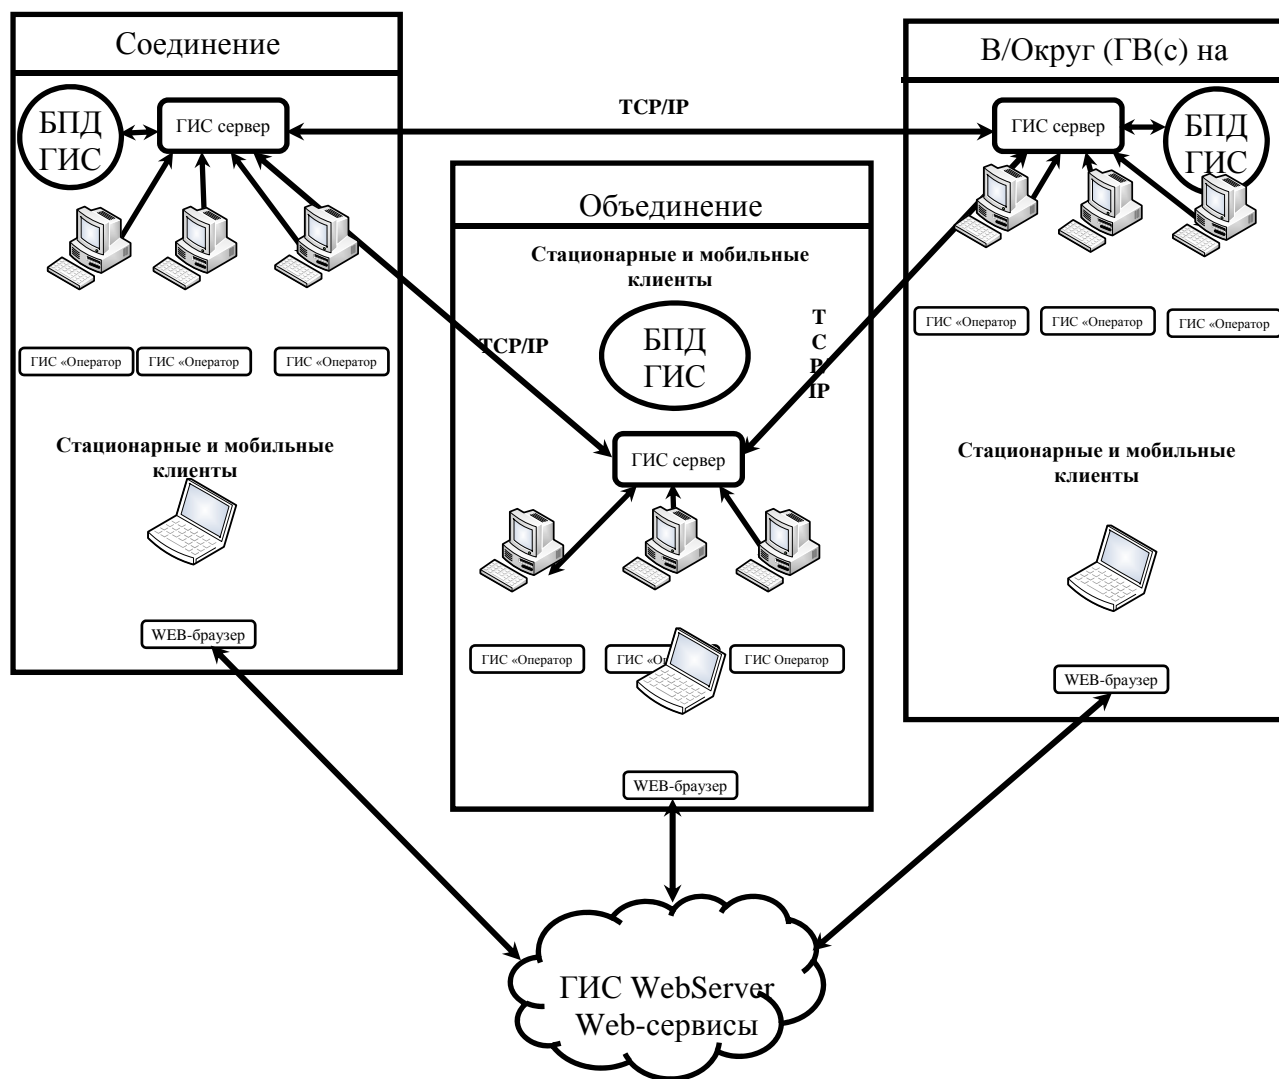 Соединение
БПД
ГИС
ГИС сервер
ГИС «Оператор
ГИС «Оператор
ГИС «Оператор
Стационарные и мобильные
клиенты
WEB-браузер
TCP/IP
TCP/IP
Объединение
Стационарные и мобильные
клиенты
БПД
ГИС
T
C
P/
IP
ГИС сервер
ГИС «Оператор
ГИС
ГИС Оператор
WEB-браузер
В/Округ (ГВ(с) на
ГИС сервер
БПД
ГИС
ГИС «Оператор
ГИС «Оператор
ГИС «Оператор
Стационарные и мобильные
клиенты
WEB-браузер
ГИС WebServer
Web-сервисы